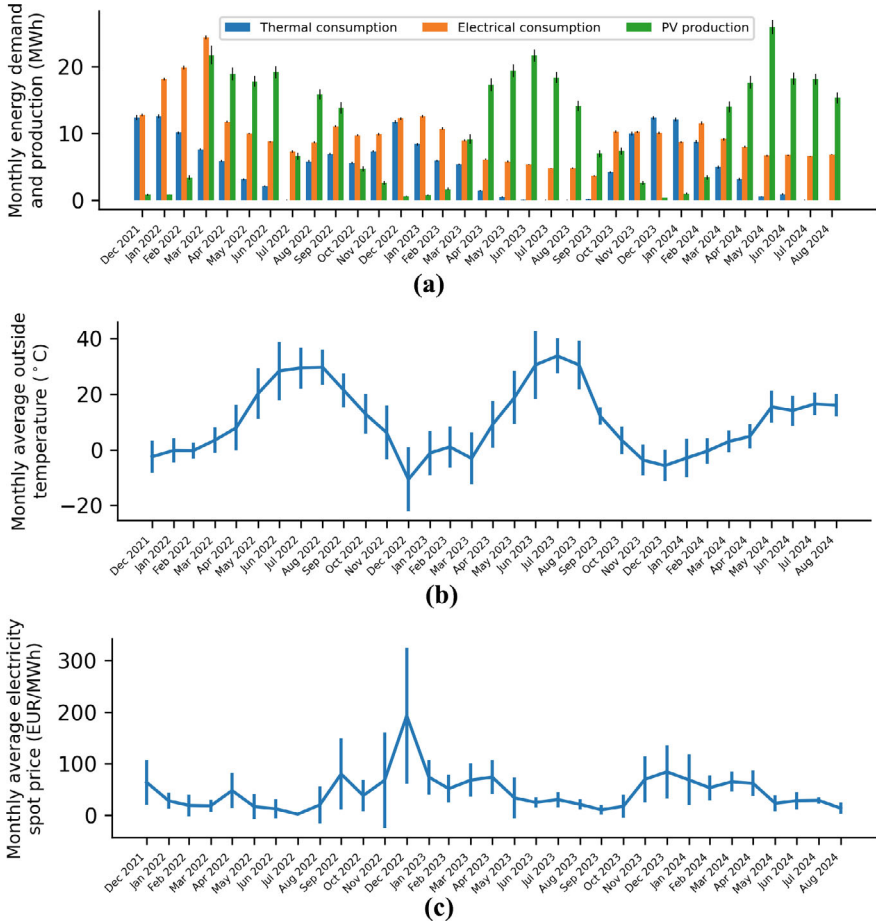 Thermal consumption Electrical consumption PV production
Monthly energy demand
and production (MWh)
20
10
0
Dec 2021
Jan 2022
Feb 2022
Mar 2022
Apr 2022
May 2022
Jun 2022
Jul 2022
Aug 2022
Sep 2022
Oct 2022
Nov 2022
Dec 2022
Jan 2023
Feb 2023
Mar 2023
Apr 2023
May 2023
Jun 2023
Jul 2023
Aug 2023
Sep 2023
Oct 2023
Nov 2023
Dec 2023
Jan 2024
Feb 2024
Mar 2024
Apr 2024
May 2024
Jun 2024
Jul 2024
Aug 2024
(a)
Monthly average outside
temperature (°C)
40
20
0
−20
Dec 2021
Jan 2022
Feb 2022
Mar 2022
Apr 2022
May 2022
Jun 2022
Jul 2022
Aug 2022
Sep 2022
Oct 2022
Nov 2022
Dec 2022
Jan 2023
Feb 2023
Mar 2023
Apr 2023
May 2023
Jun 2023
Jul 2023
Aug 2023
Sep 2023
Oct 2023
Nov 2023
Dec 2023
Jan 2024
Feb 2024
Mar 2024
Apr 2024
May 2024
Jun 2024
Jul 2024
Aug 2024
(b)
Monthly average electricity
spot price (EUR/MWh)
300
200
100
0
Dec 2021
Jan 2022
Feb 2022
Mar 2022
Apr 2022
May 2022
Jun 2022
Jul 2022
Aug 2022
Sep 2022
Oct 2022
Nov 2022
Dec 2022
Jan 2023
Feb 2023
Mar 2023
Apr 2023
May 2023
Jun 2023
Jul 2023
Aug 2023
Sep 2023
Oct 2023
Nov 2023
Dec 2023
Jan 2024
Feb 2024
Mar 2024
Apr 2024
May 2024
Jun 2024
Jul 2024
Aug 2024
(c)